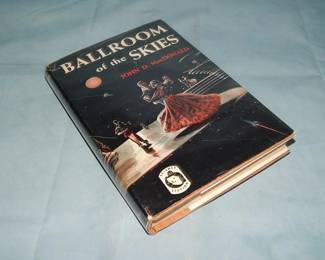 BALLROOM
of the SKIES
JOHN D. MacDONALD